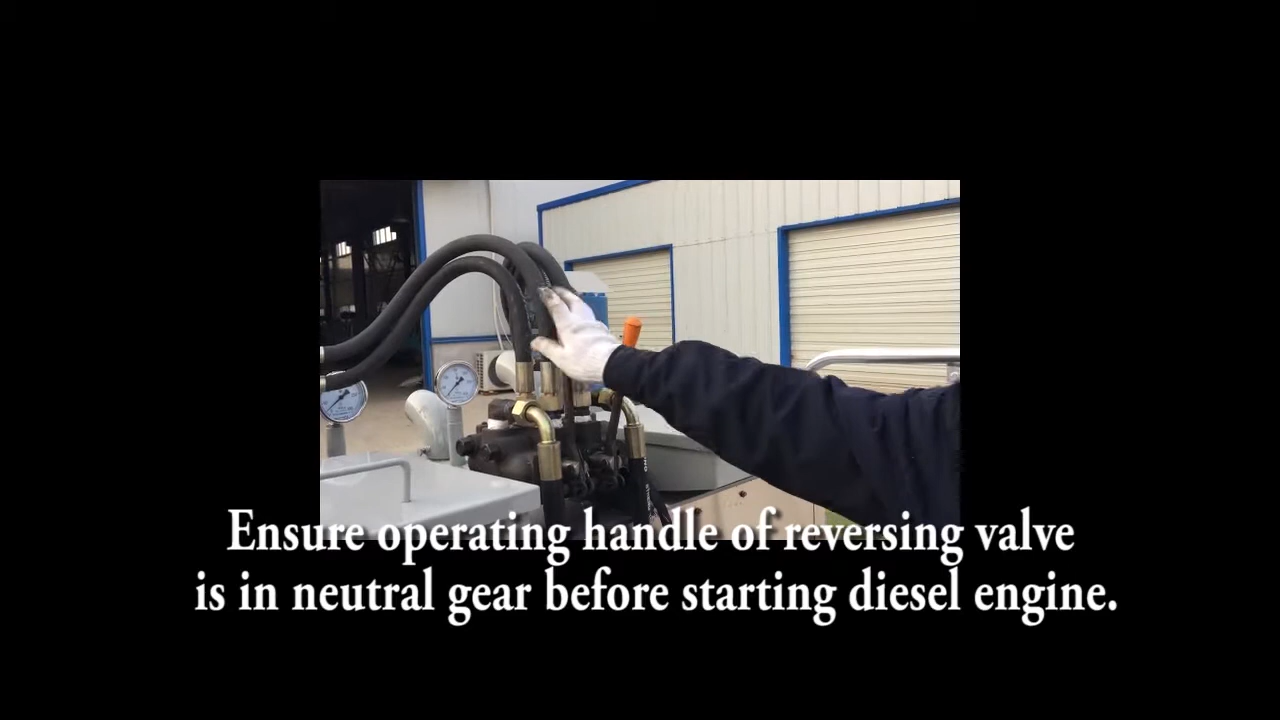 Ensure operating handle of reversing valve
is in neutral gear before starting diesel engine.